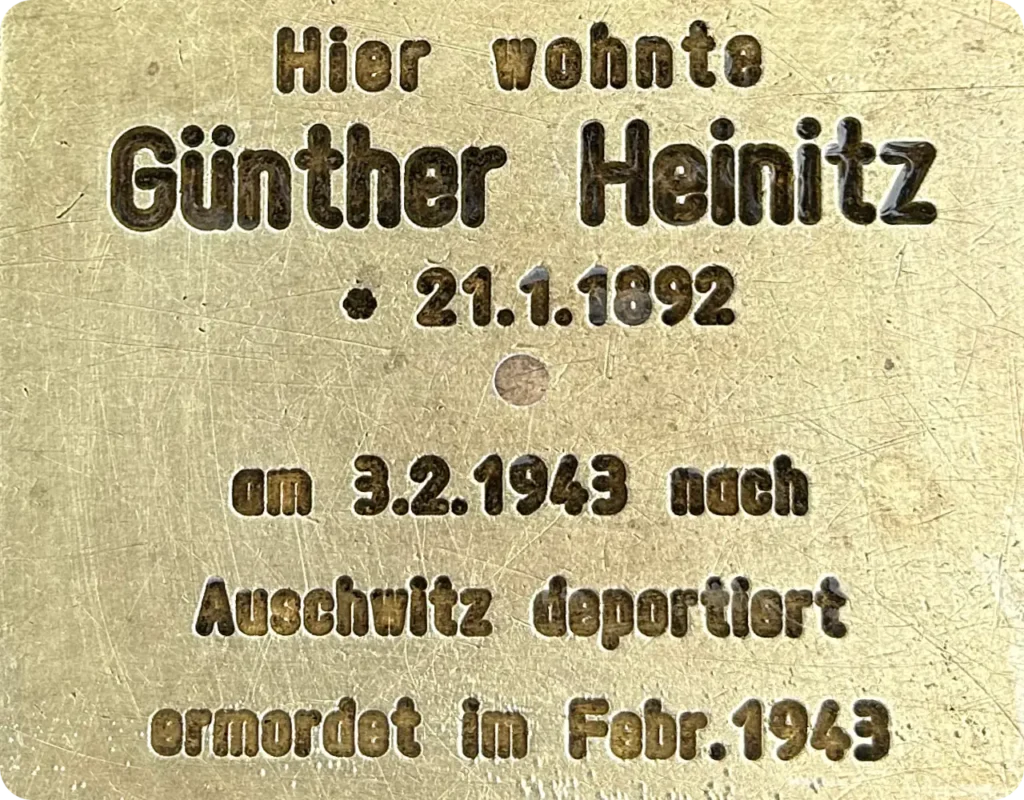 Hier wohnte
Günther Heinitz
* 21.1.1892
am 3.2.1943 nach
Auschwitz deportiert
ermordet im Febr.1943